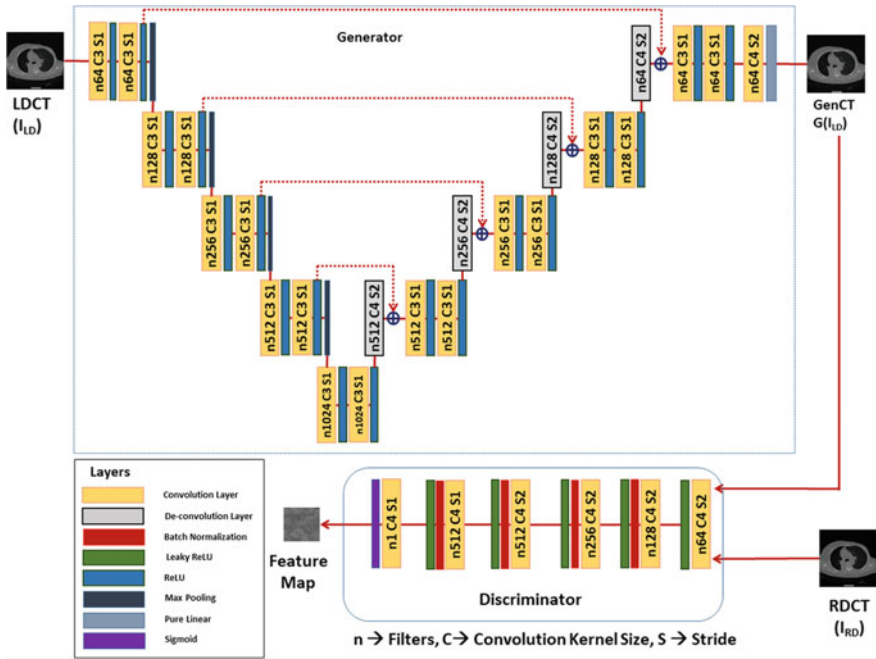 Generator
LDCT
(I_LD)
n64 C3 S1
n64 C3 S1
n128 C3 S1
n128 C3 S1
n256 C3 S1
n256 C3 S1
n512 C3 S1
n512 C3 S1
n1024 C3 S1
n1024 C3 S1
n512 C4 S2
n512 C3 S1
n512 C3 S1
n256 C4 S2
n256 C3 S1
n256 C3 S1
n128 C4 S2
n128 C3 S1
n128 C3 S1
n64 C4 S2
n64 C3 S1
n64 C3 S1
n64 C4 S2
GenCT
G(I_LD)
Layers
Convolution Layer
De-convolution Layer
Batch Normalization
Leaky ReLU
ReLU
Max Pooling
Pure Linear
Sigmoid
Feature
Map
n1 C4 S1
n512 C4 S1
n512 C4 S2
n256 C4 S2
n128 C4 S2
n64 C4 S2
Discriminator
RDCT
(I_RD)
n → Filters, C→ Convolution Kernel Size, S → Stride